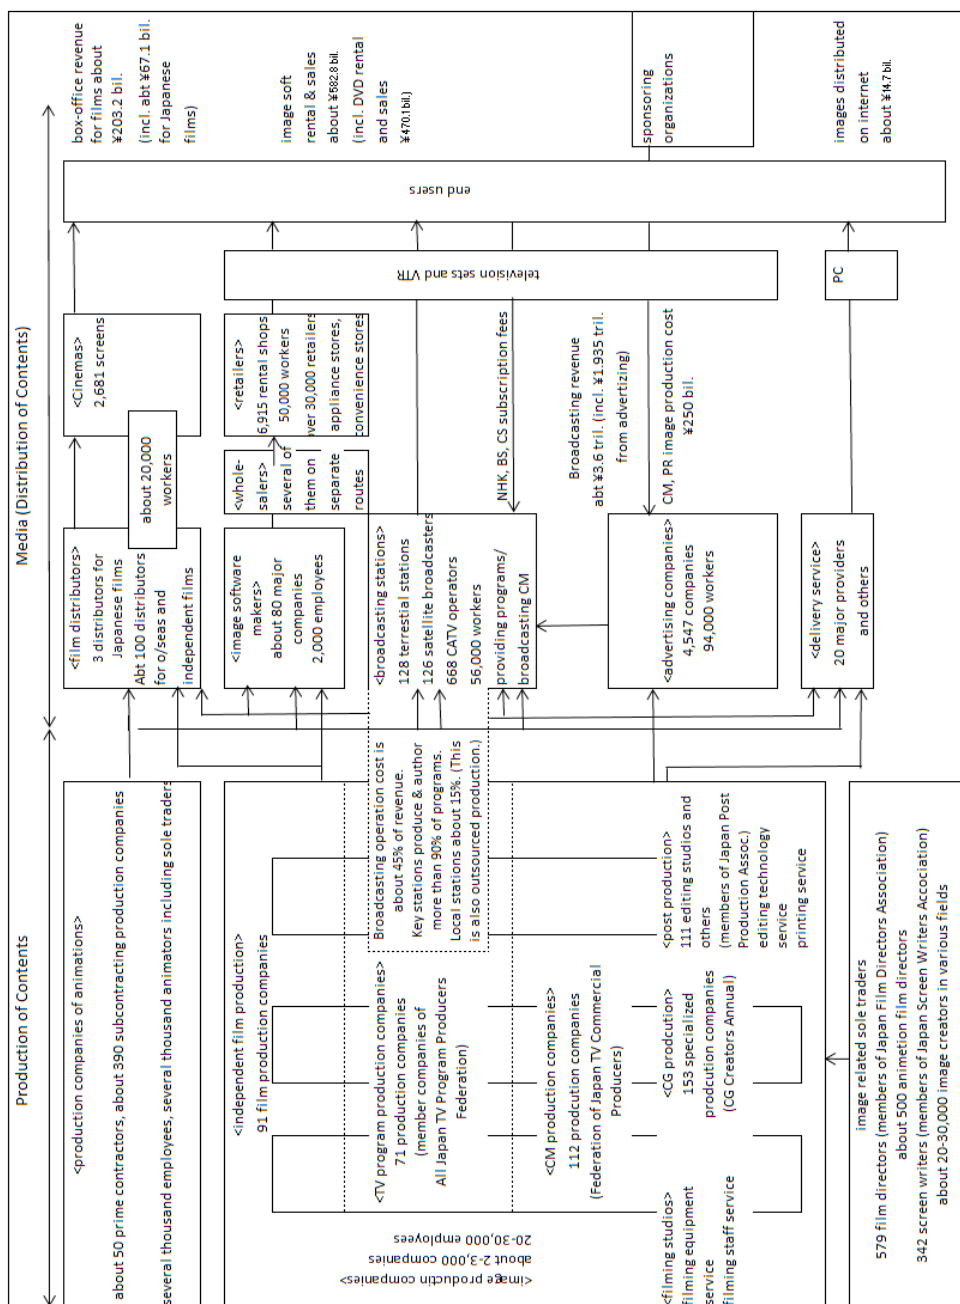 Production of Contents
Media (Distribution of Contents)
<production companies of animations>
about 50 prime contractors, about 390 subcontracting production companies
several thousand employees, several thousand animators including sole traders
<independent film production>
91 film production companies
<image productin companies>
about 2-3,000 companies
20-30,000 employees
<TV program production companies>
71 production companies
(member companies of
All Japan TV Program Producers
Federation)
Broadcasting operation cost is
about 45% of revenue.
Key stations produce & author
more than 90% of programs.
Local stations about 15%. (This
is also outsourced production.)
<CM production companies>
112 prodcution companies
(Federation of Japan TV Commercial
Producers)
<filming studios>
filming equipment
service
filming staff service
<CG prodcution>
153 specialized
prodcution companies
(CG Creators Annual)
<post production>
111 editing studios and
others
(members of Japan Post
Production Assoc.)
editing technology
service
printing service
image related sole traders
579 film directors (members of Japan Film Directors Association)
about 500 animetion film directors
342 screen writers (members of Japan Screen Writers Accociation)
about 20-30,000 image creators in various fields
<film distributors>
3 distributors for
Japanese films
Abt 100 distributors
for o/seas and
independent films
about 20,000
workers
<Cinemas>
2,681 screens
<image software
makers>
about 80 major
companies
2,000 employees
<whole-
salers>
several of
them on
separate
routes
<retailers>
6,915 rental shops
50,000 workers
over 30,000 retailers
appliance stores,
convenience stores
<broadcasting stations>
128 terrestial stations
126 satellite broadcasters
668 CATV operators
56,000 workers
providing programs/
broadcasting CM
NHK, BS, CS subscription fees
Broadcasting revenue
abt ¥3.6 tril. (incl. ¥1.935 tril.
from advertizing)
CM, PR image production cost
¥250 bil.
<advertising companies>
4,547 companies
94,000 workers
<delivery service>
20 major providers
and others
television sets and VTR
PC
end users
box-office revenue
for films about
¥203.2 bil.
(incl. abt ¥67.1 bil.
for Japanese
films)
image soft
rental & sales
about ¥582.8 bil.
(incl. DVD rental
and sales
¥470.1 bil.)
sponsoring
organizations
images distributed
on internet
about ¥14.7 bil.